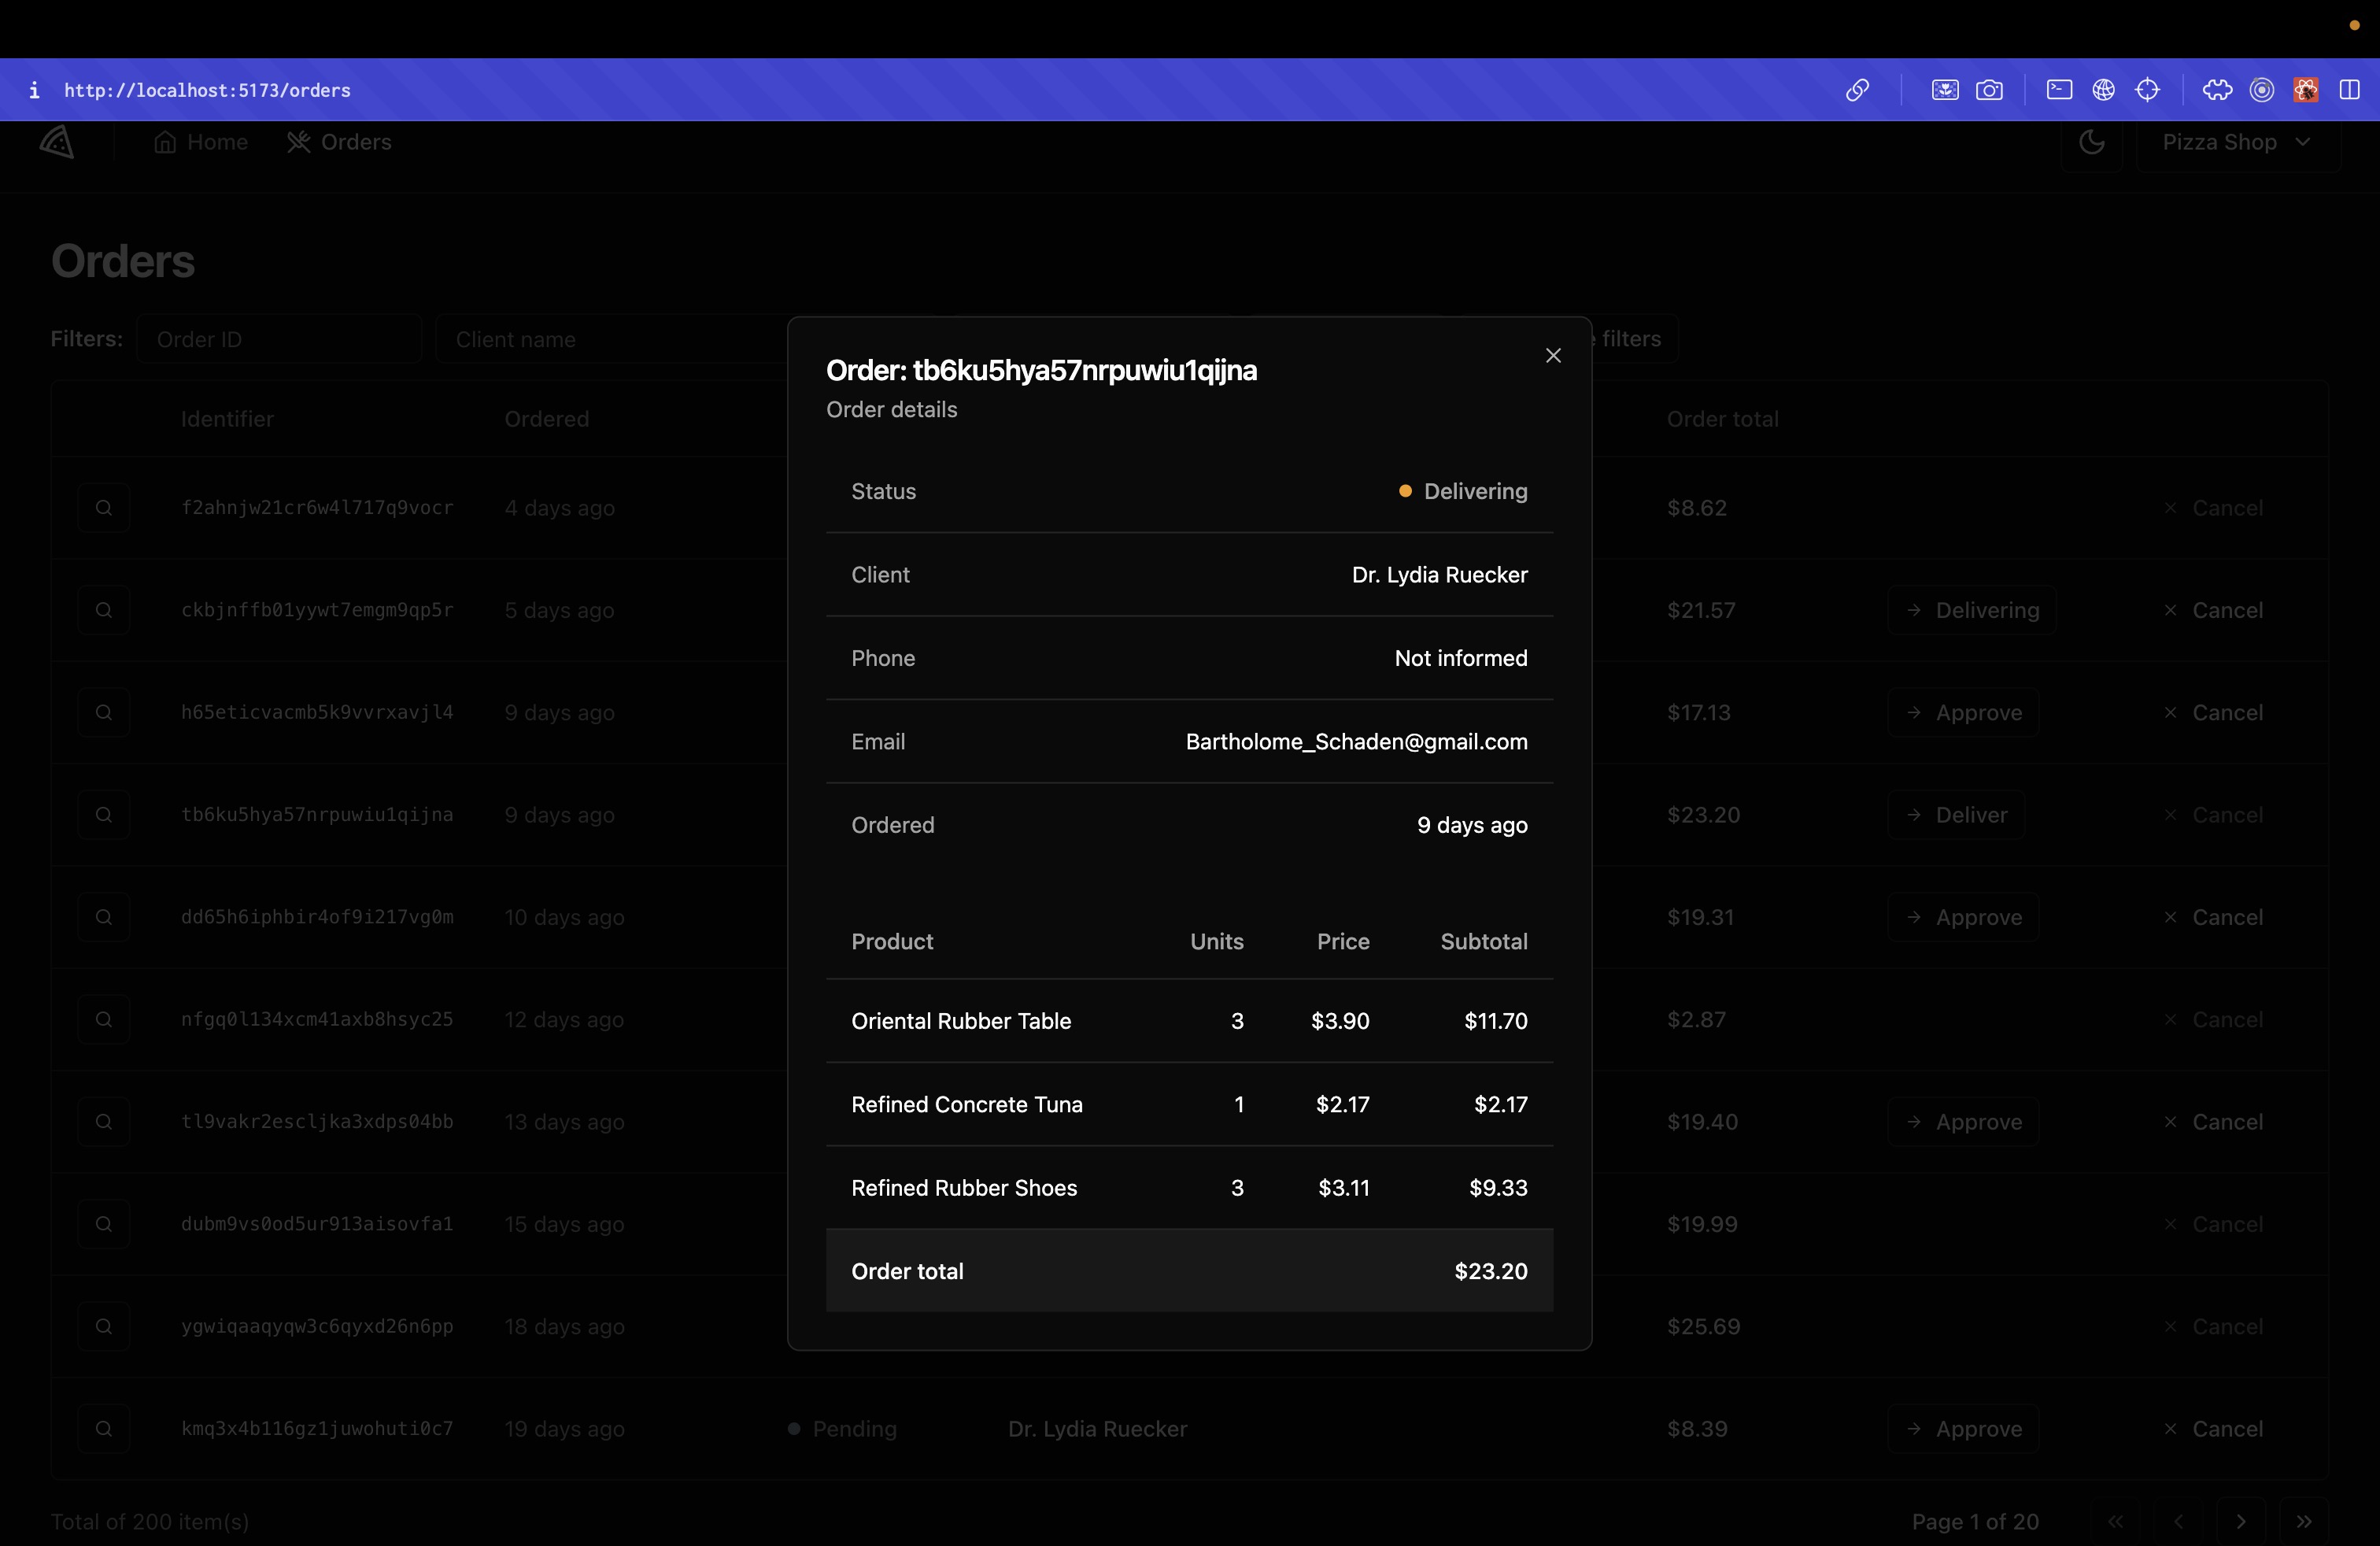 http://localhost:5173/orders
Home Orders Pizza Shop
Orders
Filters: Order ID Client name filters
Identifier Ordered Order total
f2ahnjw21cr6w4l717q9vocr 4 days ago $8.62 Cancel
ckbjnffb01yywt7emgm9qp5r 5 days ago $21.57 Delivering Cancel
h65eticvacmb5k9vvrxavjl4 9 days ago $17.13 Approve Cancel
tb6ku5hya57nrpuwiu1qijna 9 days ago $23.20 Deliver Cancel
dd65h6iphbir4of9i217vg0m 10 days ago $19.31 Approve Cancel
nfgq0l134xcm41axb8hsyc25 12 days ago $2.87 Cancel
tl9vakr2escljka3xdps04bb 13 days ago $19.40 Approve Cancel
dubm9vs0od5ur913aisovfa1 15 days ago $19.99 Cancel
ygwiqaaqyqw3c6qyxd26n6pp 18 days ago $25.69 Cancel
kmq3x4b116gz1juwohuti0c7 19 days ago Pending Dr. Lydia Ruecker $8.39 Approve Cancel
Total of 200 item(s) Page 1 of 20
Order: tb6ku5hya57nrpuwiu1qijna
Order details
Status Delivering
Client Dr. Lydia Ruecker
Phone Not informed
Email Bartholome_Schaden@gmail.com
Ordered 9 days ago
Product Units Price Subtotal
Oriental Rubber Table 3 $3.90 $11.70
Refined Concrete Tuna 1 $2.17 $2.17
Refined Rubber Shoes 3 $3.11 $9.33
Order total $23.20